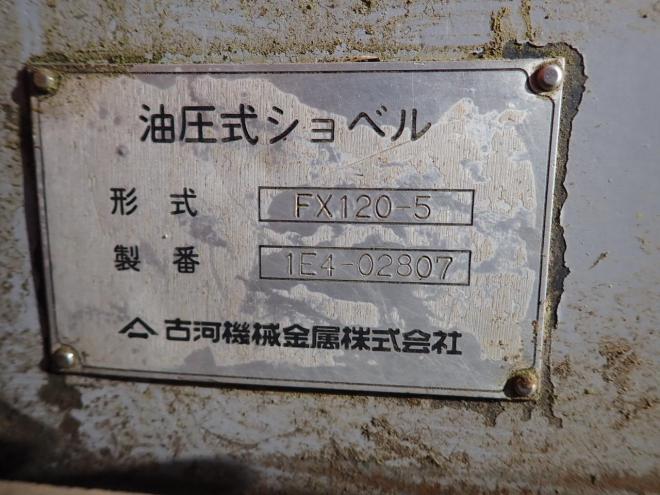 油圧式ショベル
形式 FX120-5
製番 1E4-02807
古河機械金属株式会社